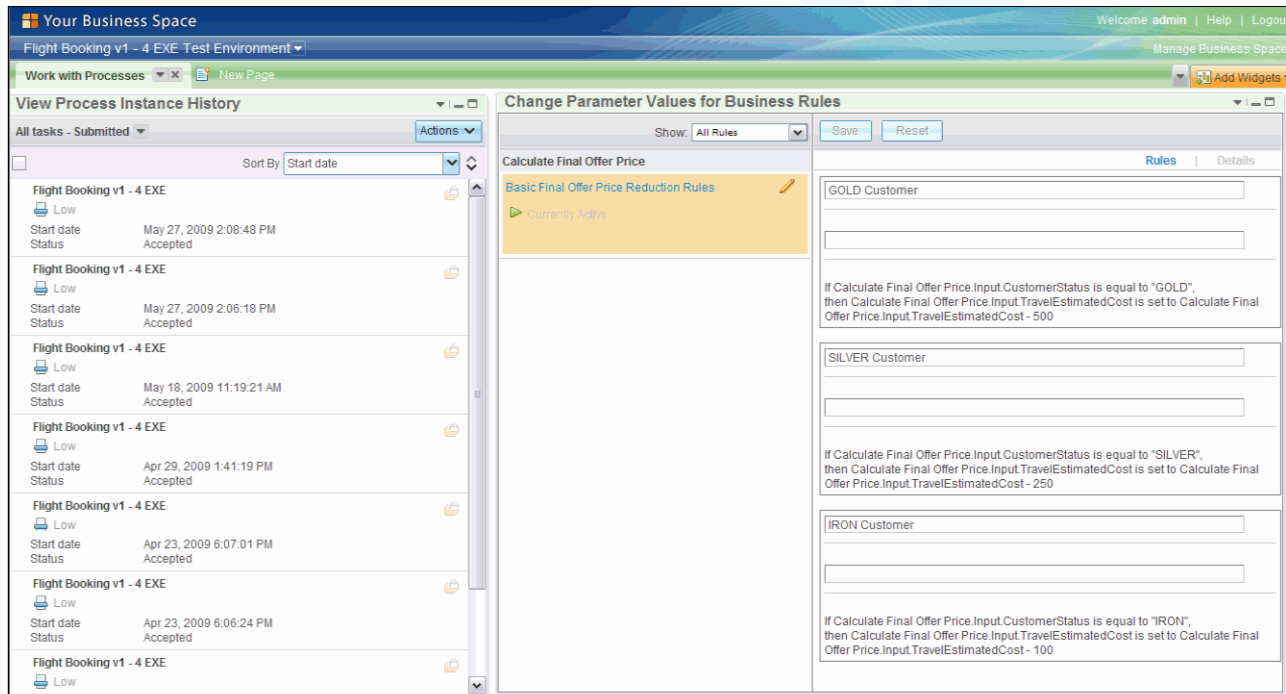 Your Business Space
Welcome admin | Help | Logou
Flight Booking v1 - 4 EXE Test Environment
Manage Business Space
Work with Processes
New Page
Add Widgets
View Process Instance History
All tasks - Submitted
Actions
Sort By Start date
Flight Booking v1 - 4 EXE
Low
Start date May 27, 2009 2:08:48 PM
Status Accepted
Flight Booking v1 - 4 EXE
Low
Start date May 27, 2009 2:06:18 PM
Status Accepted
Flight Booking v1 - 4 EXE
Low
Start date May 18, 2009 11:19:21 AM
Status Accepted
Flight Booking v1 - 4 EXE
Low
Start date Apr 29, 2009 1:41:19 PM
Status Accepted
Flight Booking v1 - 4 EXE
Low
Start date Apr 23, 2009 6:07:01 PM
Status Accepted
Flight Booking v1 - 4 EXE
Low
Start date Apr 23, 2009 6:06:24 PM
Status Accepted
Flight Booking v1 - 4 EXE
Low
Change Parameter Values for Business Rules
Show: All Rules
Calculate Final Offer Price
Basic Final Offer Price Reduction Rules
Currently Active
Save Reset
Rules | Details
GOLD Customer
If Calculate Final Offer Price.Input.CustomerStatus is equal to "GOLD",
then Calculate Final Offer Price.Input.TravelEstimatedCost is set to Calculate Final
Offer Price.Input.TravelEstimatedCost - 500
SILVER Customer
If Calculate Final Offer Price.Input.CustomerStatus is equal to "SILVER",
then Calculate Final Offer Price.Input.TravelEstimatedCost is set to Calculate Final
Offer Price.Input.TravelEstimatedCost - 250
IRON Customer
If Calculate Final Offer Price.Input.CustomerStatus is equal to "IRON",
then Calculate Final Offer Price.Input.TravelEstimatedCost is set to Calculate Final
Offer Price.Input.TravelEstimatedCost - 100